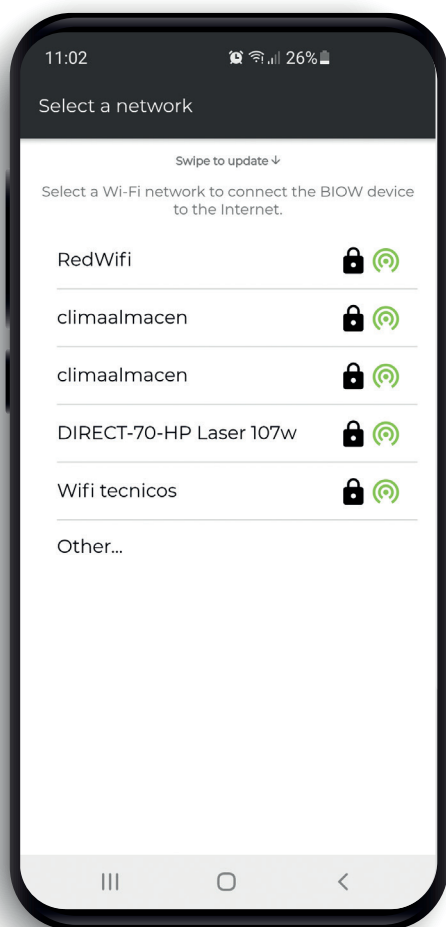 11:02
26%
Select a network
Swipe to update ↓
Select a Wi-Fi network to connect the BIOW device
to the Internet.
RedWifi
climaalmacen
climaalmacen
DIRECT-70-HP Laser 107w
Wifi tecnicos
Other...